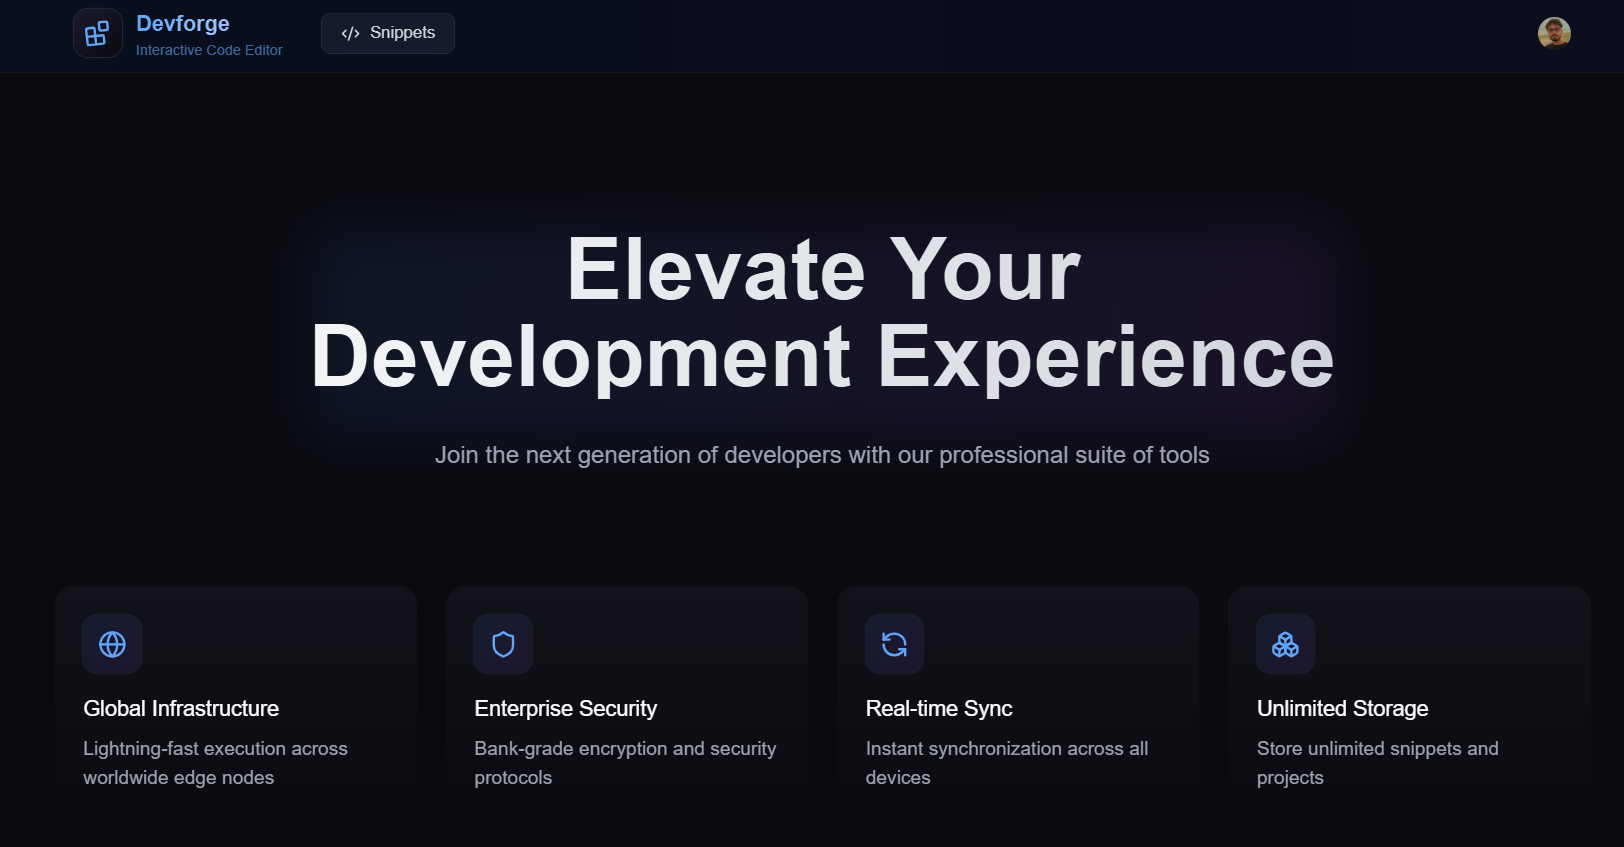 Devforge
Interactive Code Editor
Snippets
Elevate Your
Development Experience
Join the next generation of developers with our professional suite of tools
Global Infrastructure
Lightning-fast execution across
worldwide edge nodes
Enterprise Security
Bank-grade encryption and security
protocols
Real-time Sync
Instant synchronization across all
devices
Unlimited Storage
Store unlimited snippets and
projects